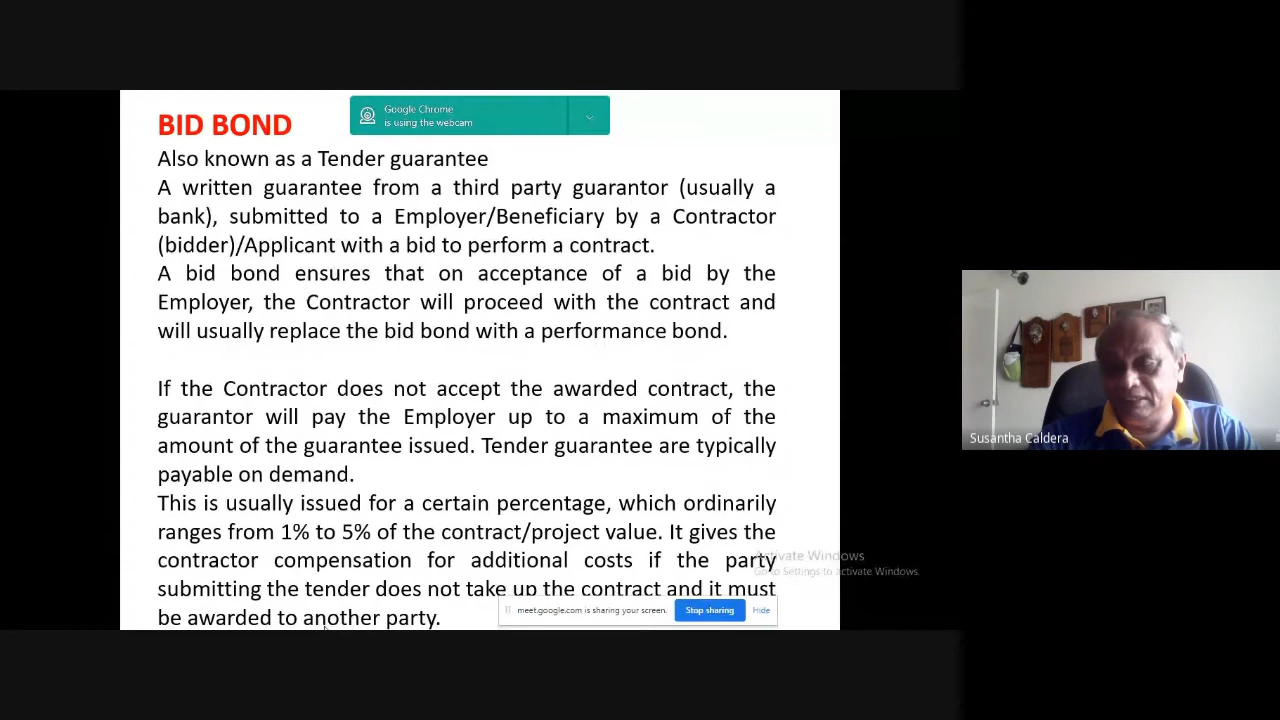 BID BOND
Google Chrome
is using the webcam
Also known as a Tender guarantee
A written guarantee from a third party guarantor (usually a
bank), submitted to a Employer/Beneficiary by a Contractor
(bidder)/Applicant with a bid to perform a contract.
A bid bond ensures that on acceptance of a bid by the
Employer, the Contractor will proceed with the contract and
will usually replace the bid bond with a performance bond.
If the Contractor does not accept the awarded contract, the
guarantor will pay the Employer up to a maximum of the
amount of the guarantee issued. Tender guarantee are typically
payable on demand.
This is usually issued for a certain percentage, which ordinarily
ranges from 1% to 5% of the contract/project value. It gives the
contractor compensation for additional costs if the party
submitting the tender does not take up the contract and it must
be awarded to another party.
Activate Windows
Go to Settings to activate Windows.
meet.google.com is sharing your screen.
Stop sharing
Hide
Susantha Caldera